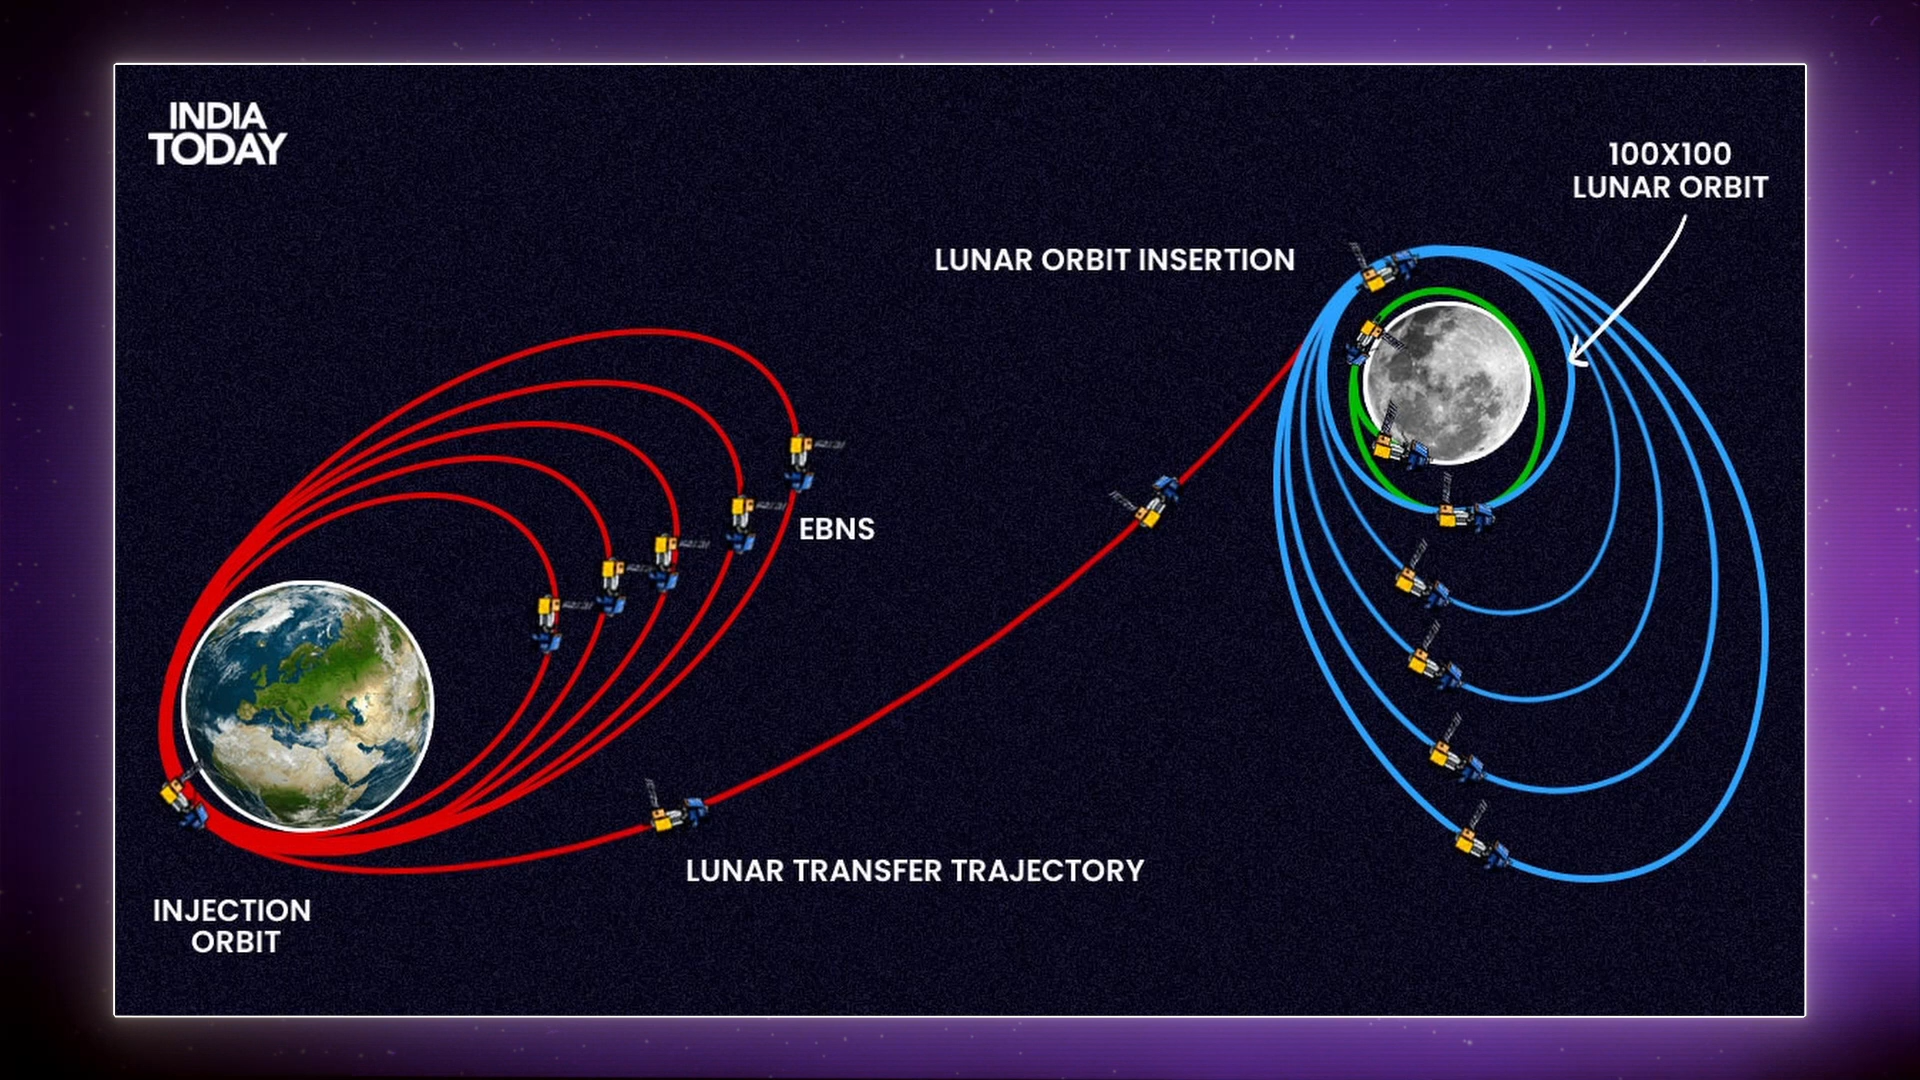 INDIA
TODAY
100X100
LUNAR ORBIT
LUNAR ORBIT INSERTION
EBNS
LUNAR TRANSFER TRAJECTORY
INJECTION
ORBIT